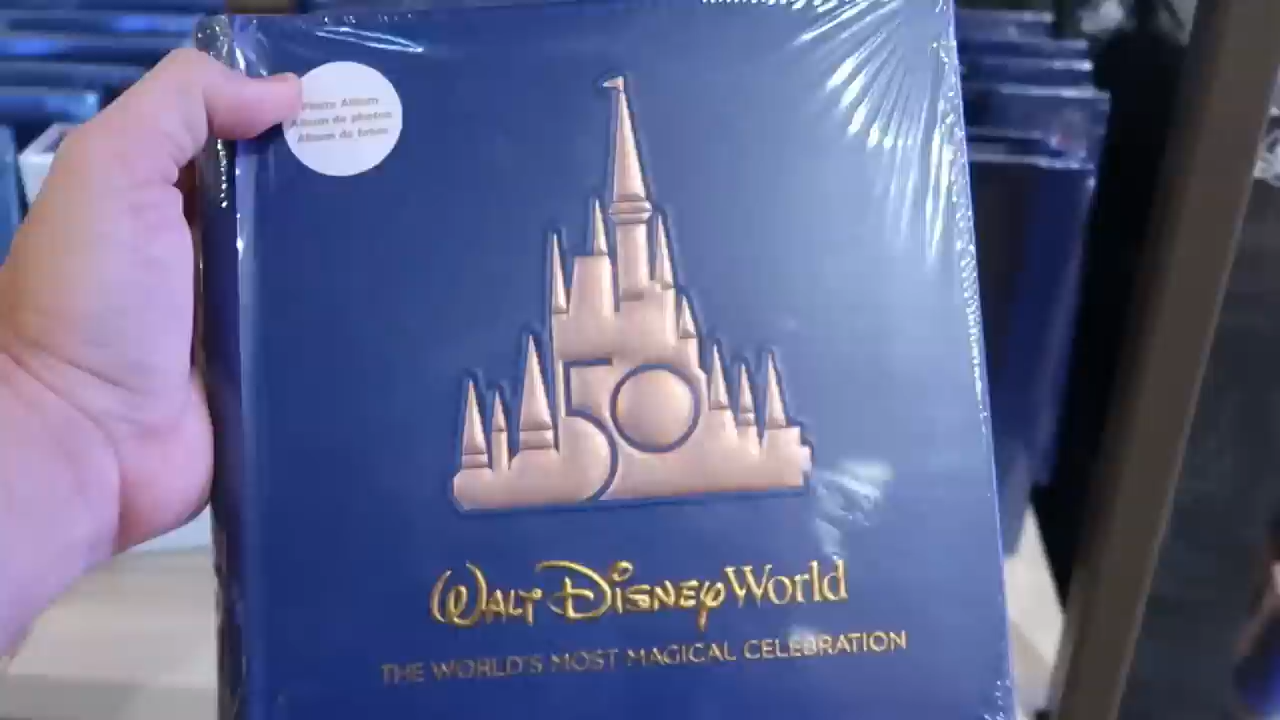 Photo Album
Album de photos
Album de fotos
50
WALT DISNEY World
THE WORLD'S MOST MAGICAL CELEBRATION